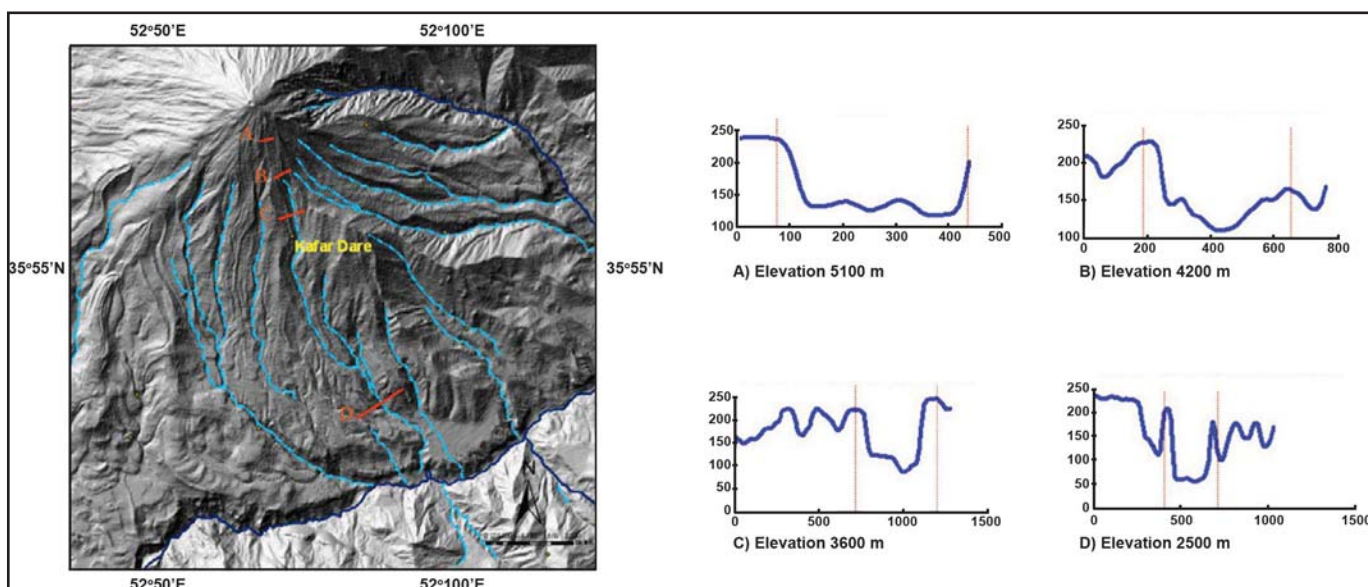 52°50'E 52°100'E
A
B
C
Kafar Dare
35°55'N 35°55'N
D
N
52°50'E 52°100'E
250
200
150
100
0 100 200 300 400 500
A) Elevation 5100 m
250
200
150
100
0 200 400 600 800
B) Elevation 4200 m
250
200
150
100
50
0
0 500 1000 1500
C) Elevation 3600 m
250
200
150
100
50
0
0 500 1000 1500
D) Elevation 2500 m